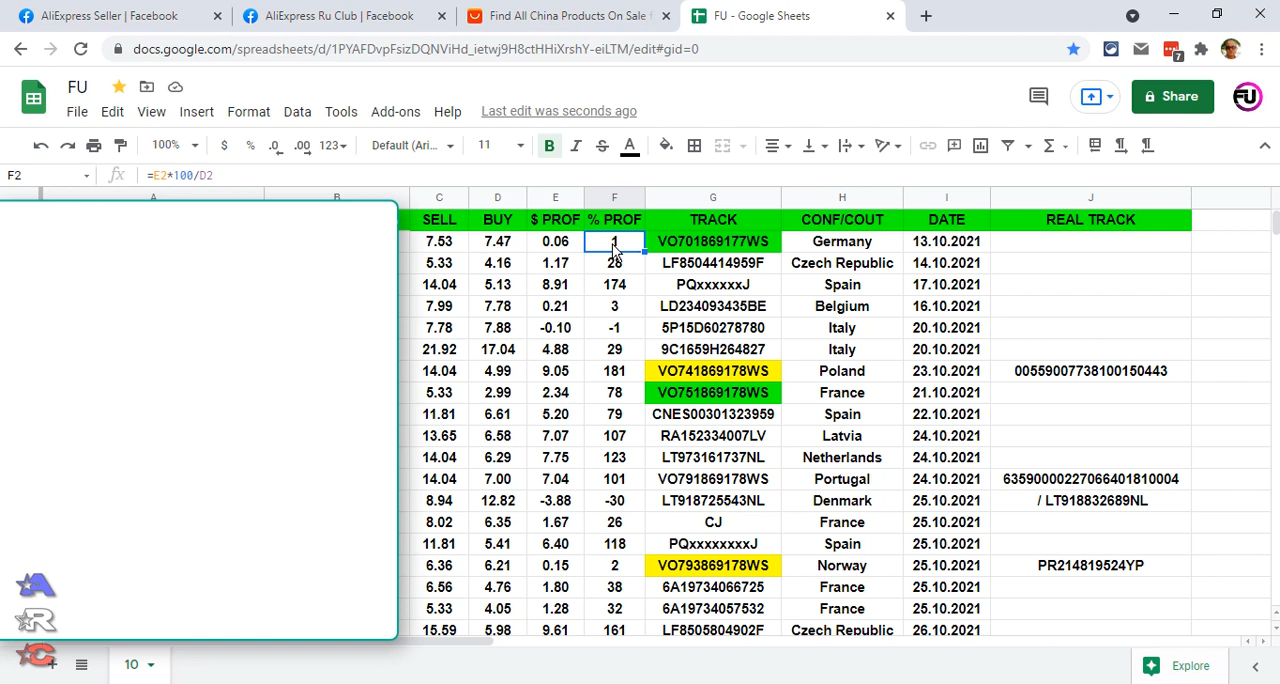 AliExpress Seller | Facebook × AliExpress Ru Club | Facebook × Find All China Products On Sale × FU - Google Sheets × +
docs.google.com/spreadsheets/d/1PYAFDvpFsizDQNViHd_ietwj9H8ctHHiXrshY-eiLTM/edit#gid=0 7
FU
File Edit View Insert Format Data Tools Add-ons Help Last edit was seconds ago Share FU
100% $ % .0 .00 123 Default (Ari... 11 B I S A
F2 fx =E2*100/D2
A B C D E F G H I J
SELL BUY $ PROF % PROF TRACK CONF/COUT DATE REAL TRACK
7.53 7.47 0.06 1 VO701869177WS Germany 13.10.2021
5.33 4.16 1.17 28 LF8504414959F Czech Republic 14.10.2021
14.04 5.13 8.91 174 PQxxxxxxJ Spain 17.10.2021
7.99 7.78 0.21 3 LD234093435BE Belgium 16.10.2021
7.78 7.88 -0.10 -1 5P15D60278780 Italy 20.10.2021
21.92 17.04 4.88 29 9C1659H264827 Italy 20.10.2021
14.04 4.99 9.05 181 VO741869178WS Poland 23.10.2021 00559007738100150443
5.33 2.99 2.34 78 VO751869178WS France 21.10.2021
11.81 6.61 5.20 79 CNES00301323959 Spain 22.10.2021
13.65 6.58 7.07 107 RA152334007LV Latvia 24.10.2021
14.04 6.29 7.75 123 LT973161737NL Netherlands 24.10.2021
14.04 7.00 7.04 101 VO791869178WS Portugal 24.10.2021 63590000227066401810004
8.94 12.82 -3.88 -30 LT918725543NL Denmark 25.10.2021 / LT918832689NL
8.02 6.35 1.67 26 CJ France 25.10.2021
11.81 5.41 6.40 118 PQxxxxxxxxJ Spain 25.10.2021
6.36 6.21 0.15 2 VO793869178WS Norway 25.10.2021 PR214819524YP
6.56 4.76 1.80 38 6A19734066725 France 25.10.2021
5.33 4.05 1.28 32 6A19734057532 France 25.10.2021
15.59 5.98 9.61 161 LF8505804902F Czech Republic 26.10.2021
A
R
C
10 Explore